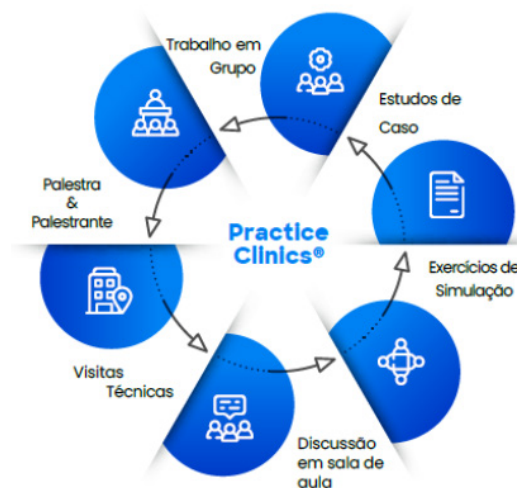 Trabalho em
Grupo
Estudos de
Caso
Palestra
&
Palestrante
Practice
Clinics®
Exercícios de
Simulação
Visitas
Técnicas
Discussão
em sala de
aula